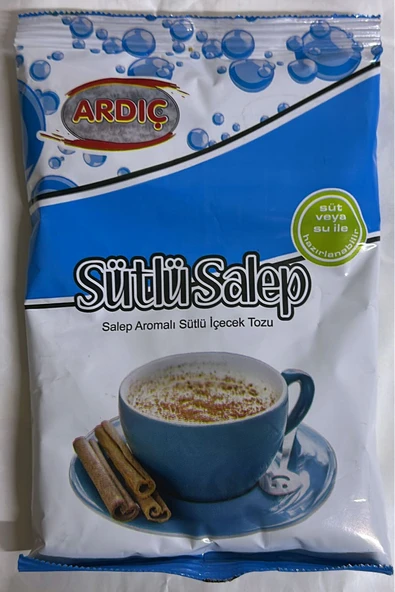 ARDIÇ
süt
veya
su ile
hazırlanabilir
Sütlü Salep
Salep Aromalı Sütlü İçecek Tozu